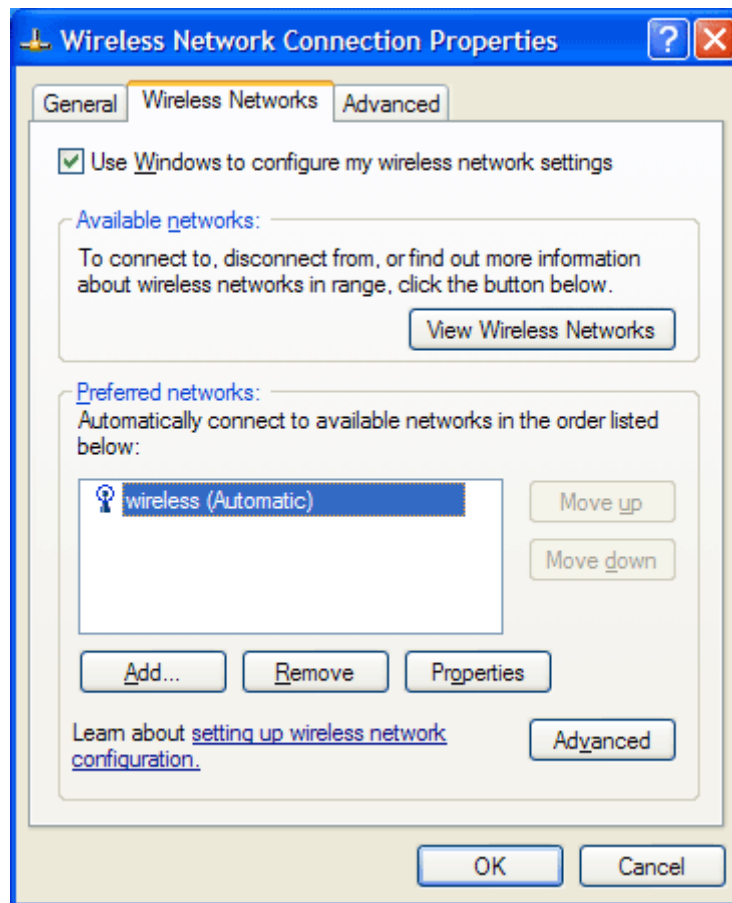 Wireless Network Connection Properties
General
Wireless Networks
Advanced
Use Windows to configure my wireless network settings
Available networks:
To connect to, disconnect from, or find out more information
about wireless networks in range, click the button below.
View Wireless Networks
Preferred networks:
Automatically connect to available networks in the order listed
below:
wireless (Automatic)
Move up
Move down
Add...
Remove
Properties
Learn about setting up wireless network
configuration.
Advanced
OK
Cancel